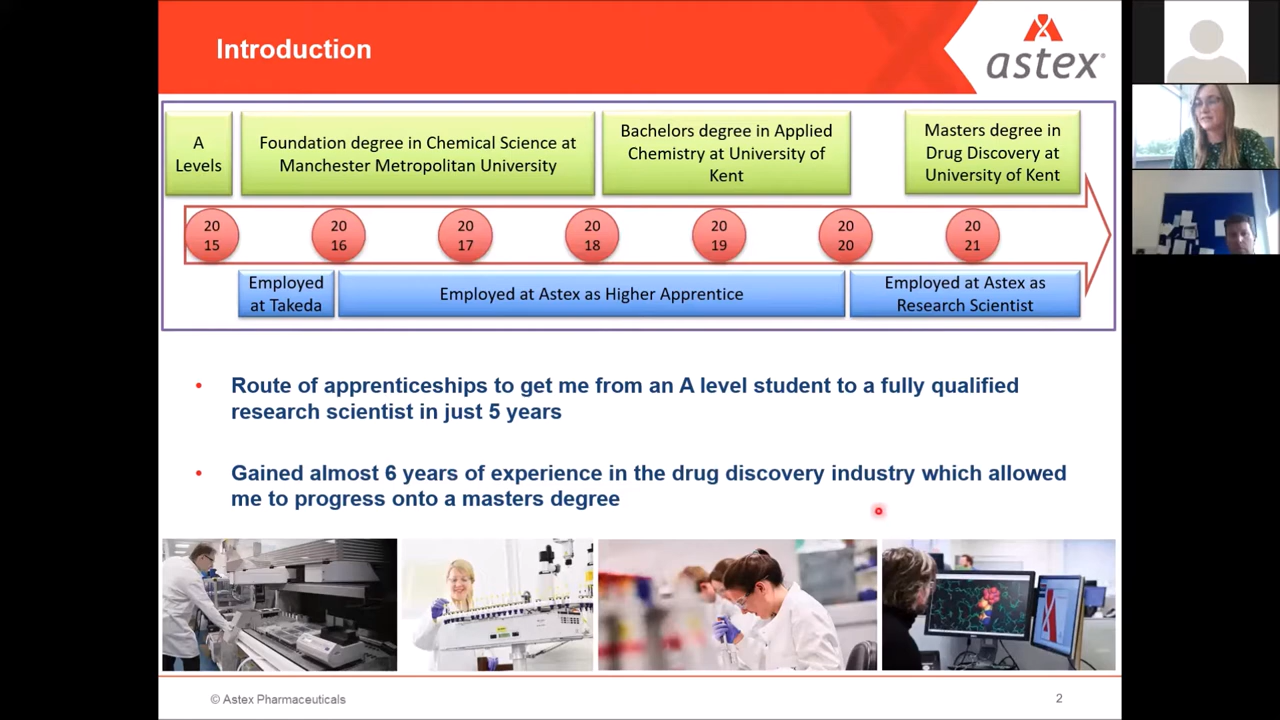 Introduction
astex
A
Levels
Foundation degree in Chemical Science at
Manchester Metropolitan University
Bachelors degree in Applied
Chemistry at University of
Kent
Masters degree in
Drug Discovery at
University of Kent
20
15
20
16
20
17
20
18
20
19
20
20
20
21
Employed
at Takeda
Employed at Astex as Higher Apprentice
Employed at Astex as
Research Scientist
• Route of apprenticeships to get me from an A level student to a fully qualified
research scientist in just 5 years
• Gained almost 6 years of experience in the drug discovery industry which allowed
me to progress onto a masters degree
© Astex Pharmaceuticals
2